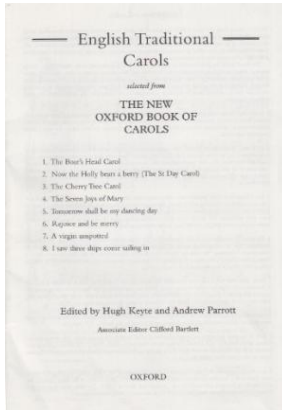 English Traditional
Carols
selected from
THE NEW
OXFORD BOOK OF
CAROLS
1. The Boar's Head Carol
2. Now the Holly bears a berry (The St Day Carol)
3. The Cherry Tree Carol
4. The Seven Joys of Mary
5. Tomorrow shall be my dancing day
6. Rejoice and be merry
7. A virgin unspotted
8. I saw three ships come sailing in
Edited by Hugh Keyte and Andrew Parrott
Associate Editor Clifford Bartlett
OXFORD